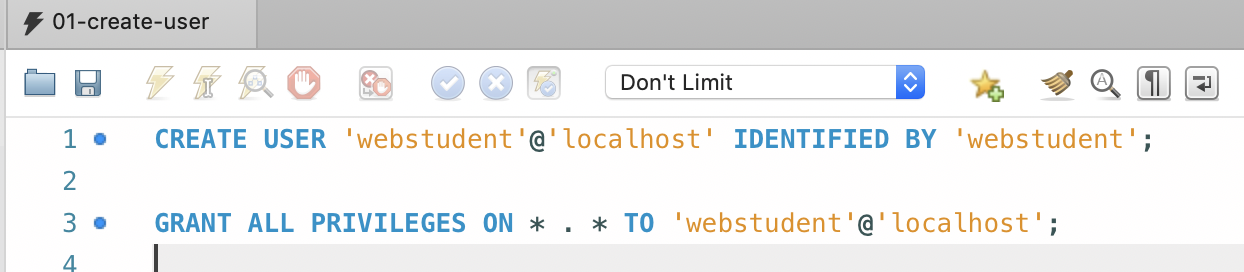 01-create-user
Don't Limit
1 CREATE USER 'webstudent'@'localhost' IDENTIFIED BY 'webstudent';
2
3 GRANT ALL PRIVILEGES ON * . * TO 'webstudent'@'localhost';
4